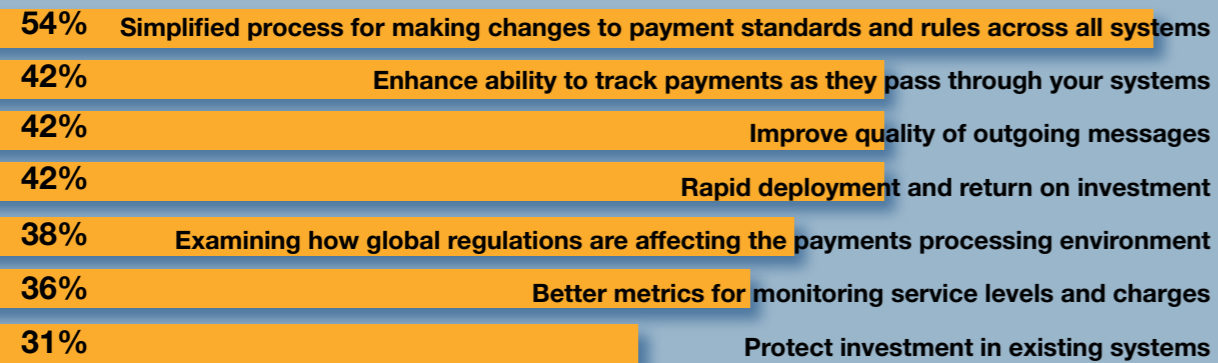 54% Simplified process for making changes to payment standards and rules across all systems
42% Enhance ability to track payments as they pass through your systems
42% Improve quality of outgoing messages
42% Rapid deployment and return on investment
38% Examining how global regulations are affecting the payments processing environment
36% Better metrics for monitoring service levels and charges
31% Protect investment in existing systems